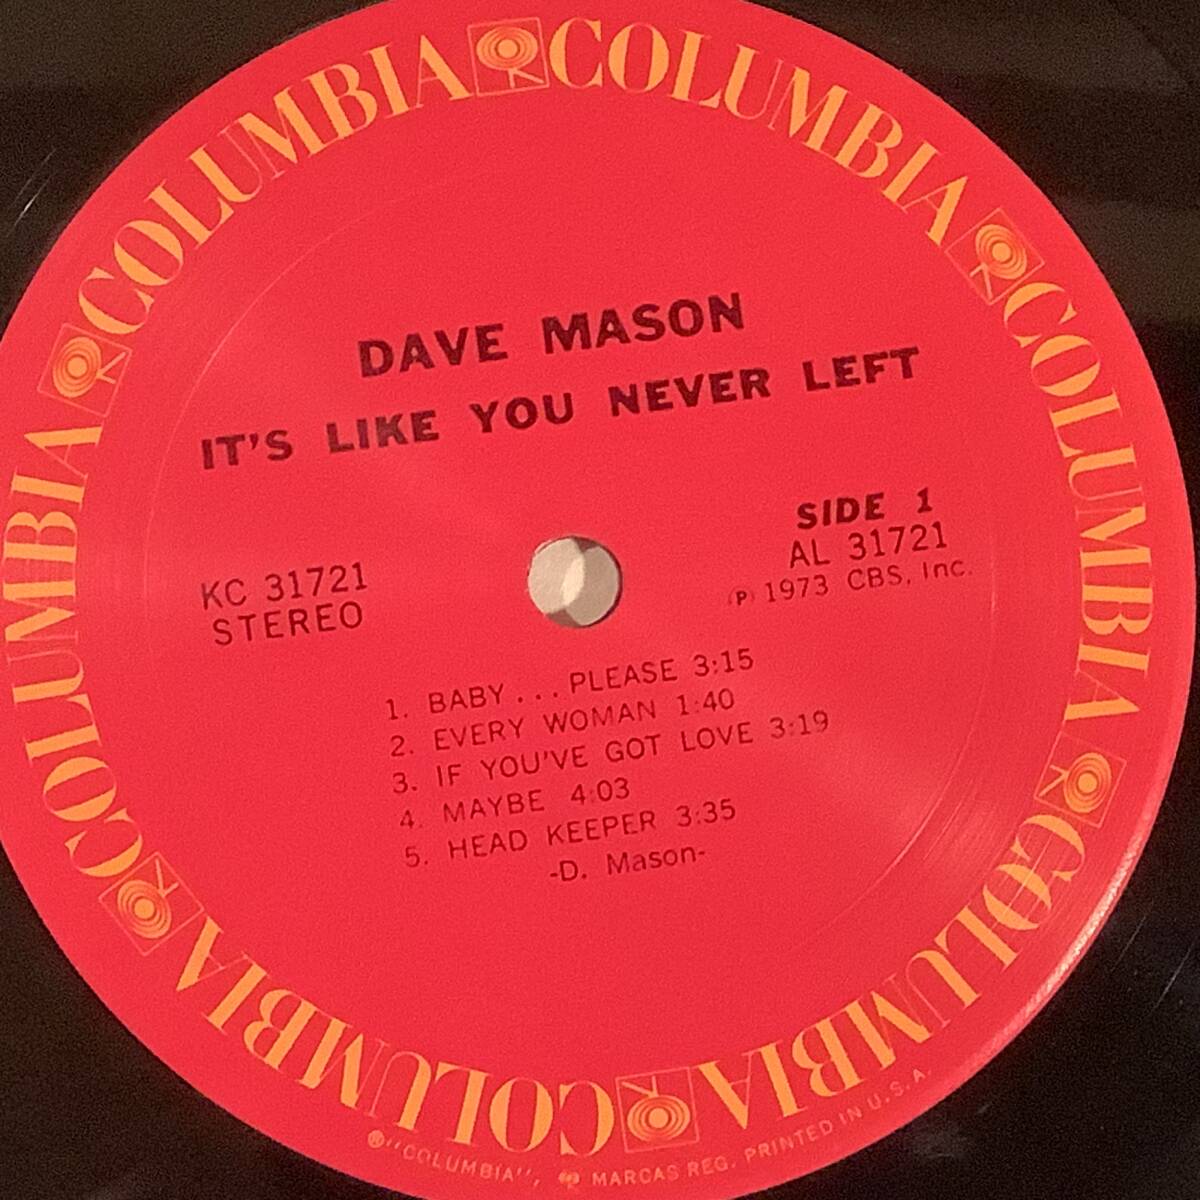 COLUMBIA COLUMBIA COLUMBIA COLUMBIA COLUMBIA COLUMBIA
DAVE MASON
IT'S LIKE YOU NEVER LEFT
SIDE 1
AL 31721
Ⓟ 1973 CBS, Inc.
KC 31721
STEREO
1. BABY... PLEASE 3:15
2. EVERY WOMAN 1:40
3. IF YOU'VE GOT LOVE 3:19
4. MAYBE 4:03
5. HEAD KEEPER 3:35
-D. Mason-
®"COLUMBIA", MARCAS REG. PRINTED IN U.S.A.